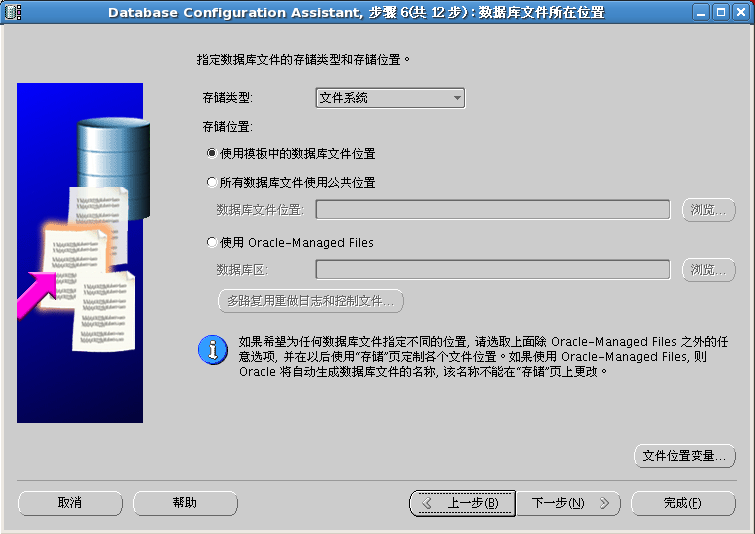 Database Configuration Assistant, 步骤 6(共 12 步) : 数据库文件所在位置
指定数据库文件的存储类型和存储位置。
存储类型: 文件系统
存储位置:
使用模板中的数据库文件位置
所有数据库文件使用公共位置
数据库文件位置: 浏览...
使用 Oracle-Managed Files
数据库区: 浏览...
多路复用重做日志和控制文件...
如果希望为任何数据库文件指定不同的位置, 请选取上面除 Oracle-Managed Files 之外的任
意选项, 并在以后使用“存储”页定制各个文件位置。如果使用 Oracle-Managed Files, 则
Oracle 将自动生成数据库文件的名称, 该名称不能在“存储”页上更改。
文件位置变量...
取消 帮助 上一步(B) 下一步(N) 完成(F)